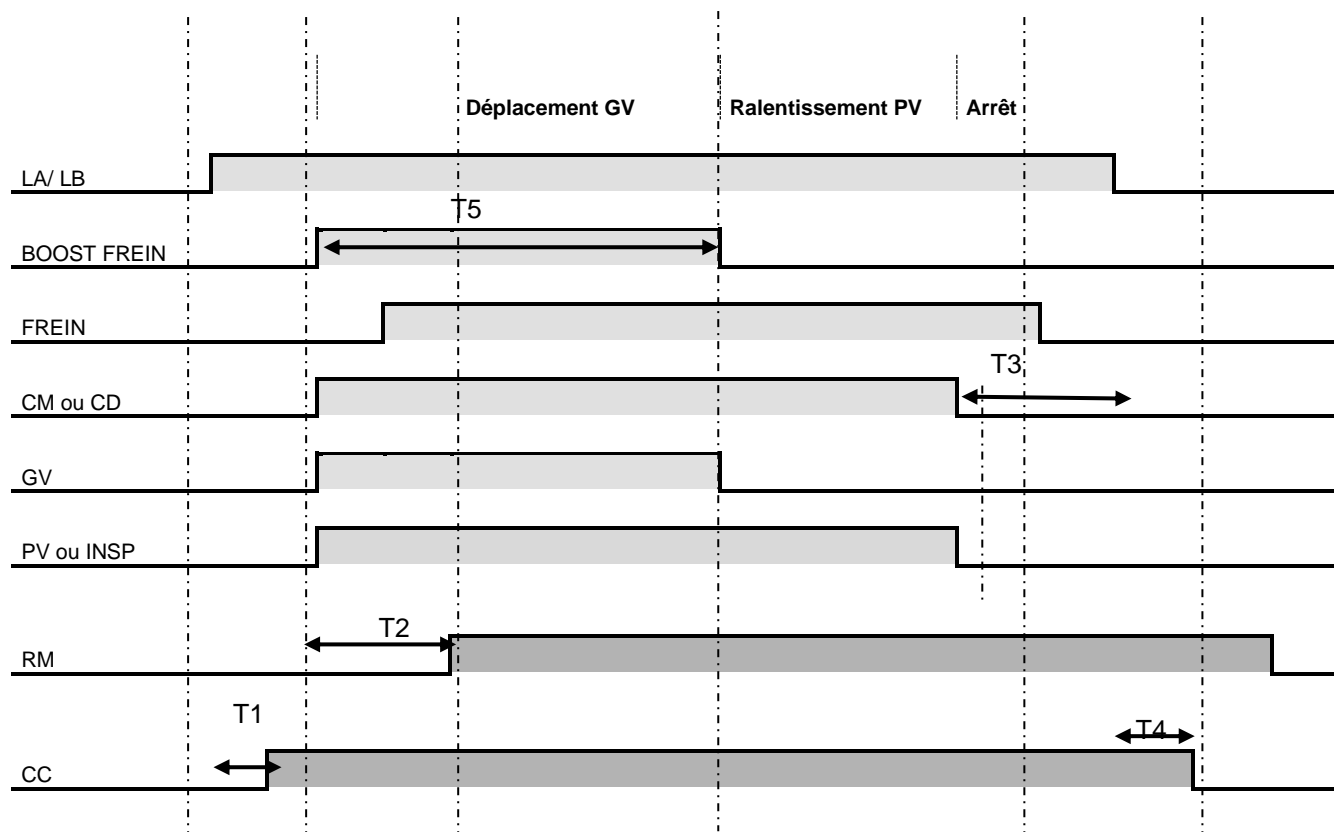 Déplacement GV
Ralentissement PV
Arrêt
LA/ LB
T5
BOOST FREIN
FREIN
T3
CM ou CD
GV
PV ou INSP
T2
RM
T1
T4
CC